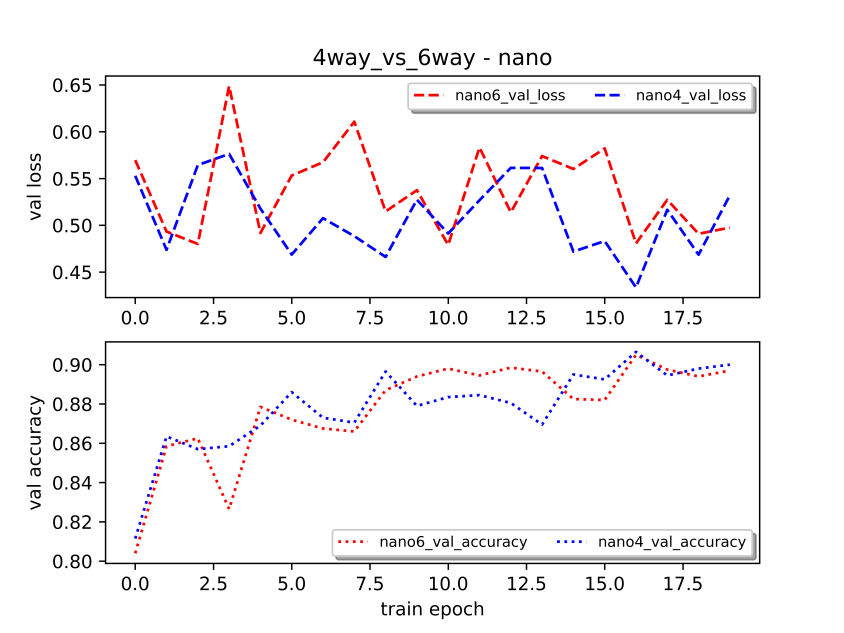 4way_vs_6way - nano
nano6_val_loss nano4_val_loss
val loss
0.65
0.60
0.55
0.50
0.45
0.0 2.5 5.0 7.5 10.0 12.5 15.0 17.5
val accuracy
0.90
0.88
0.86
0.84
0.82
0.80
nano6_val_accuracy nano4_val_accuracy
0.0 2.5 5.0 7.5 10.0 12.5 15.0 17.5
train epoch